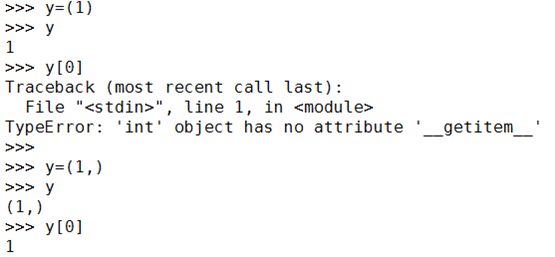 >>> y=(1)
>>> y
1
>>> y[0]
Traceback (most recent call last):
  File "<stdin>", line 1, in <module>
TypeError: 'int' object has no attribute '__getitem__'
>>>
>>> y=(1,)
>>> y
(1,)
>>> y[0]
1